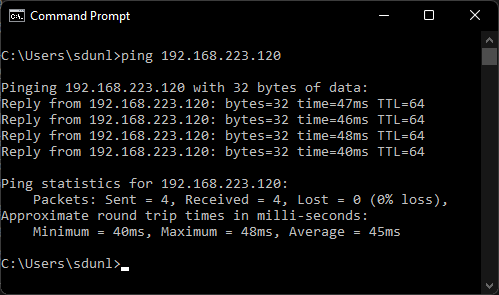 Command Prompt
C:\Users\sdunl>ping 192.168.223.120
Pinging 192.168.223.120 with 32 bytes of data:
Reply from 192.168.223.120: bytes=32 time=47ms TTL=64
Reply from 192.168.223.120: bytes=32 time=46ms TTL=64
Reply from 192.168.223.120: bytes=32 time=48ms TTL=64
Reply from 192.168.223.120: bytes=32 time=40ms TTL=64
Ping statistics for 192.168.223.120:
    Packets: Sent = 4, Received = 4, Lost = 0 (0% loss),
Approximate round trip times in milli-seconds:
    Minimum = 40ms, Maximum = 48ms, Average = 45ms
C:\Users\sdunl>